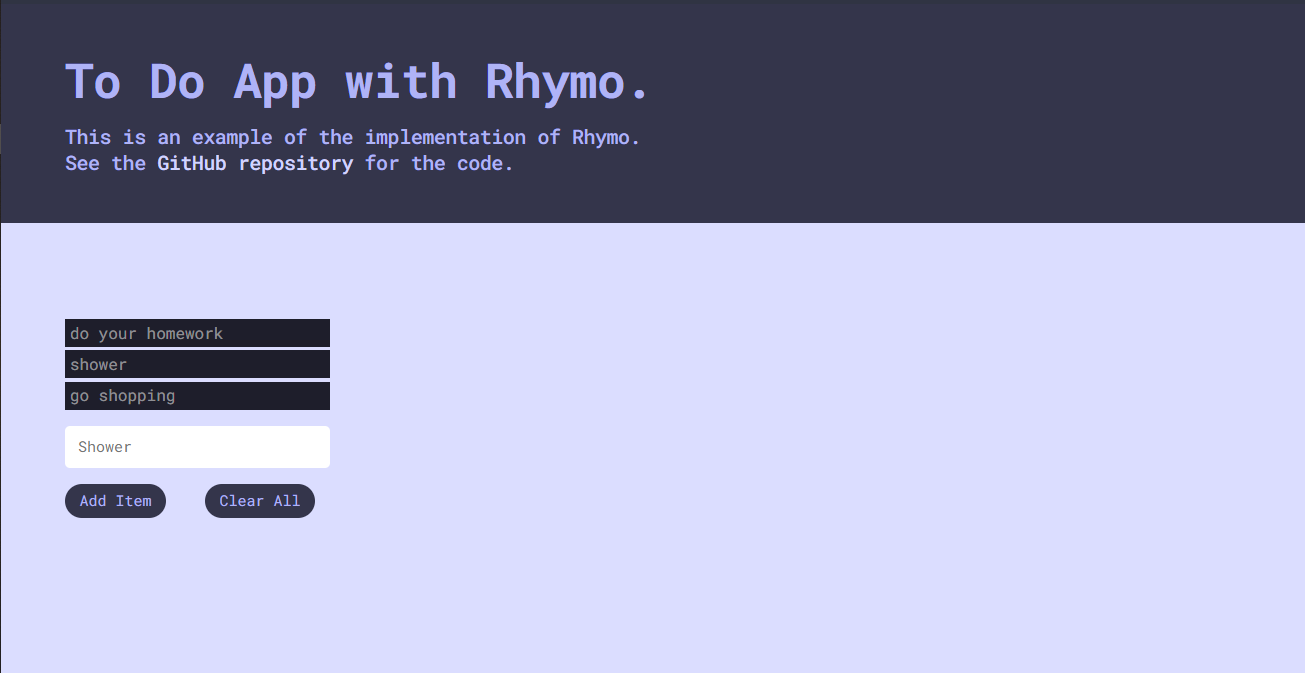 To Do App with Rhymo.
This is an example of the implementation of Rhymo.
See the GitHub repository for the code.
do your homework
shower
go shopping
Shower
Add Item
Clear All